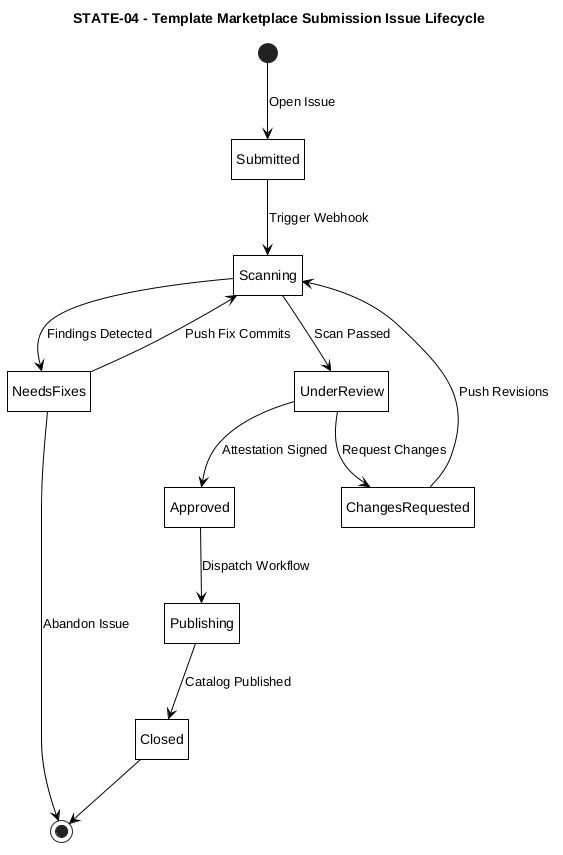 STATE-04 - Template Marketplace Submission Issue Lifecycle
Open Issue
Submitted
Trigger Webhook
Scanning
Findings Detected
Push Fix Commits
Scan Passed
NeedsFixes
UnderReview
Push Revisions
Attestation Signed
Request Changes
Approved
ChangesRequested
Dispatch Workflow
Abandon Issue
Publishing
Catalog Published
Closed